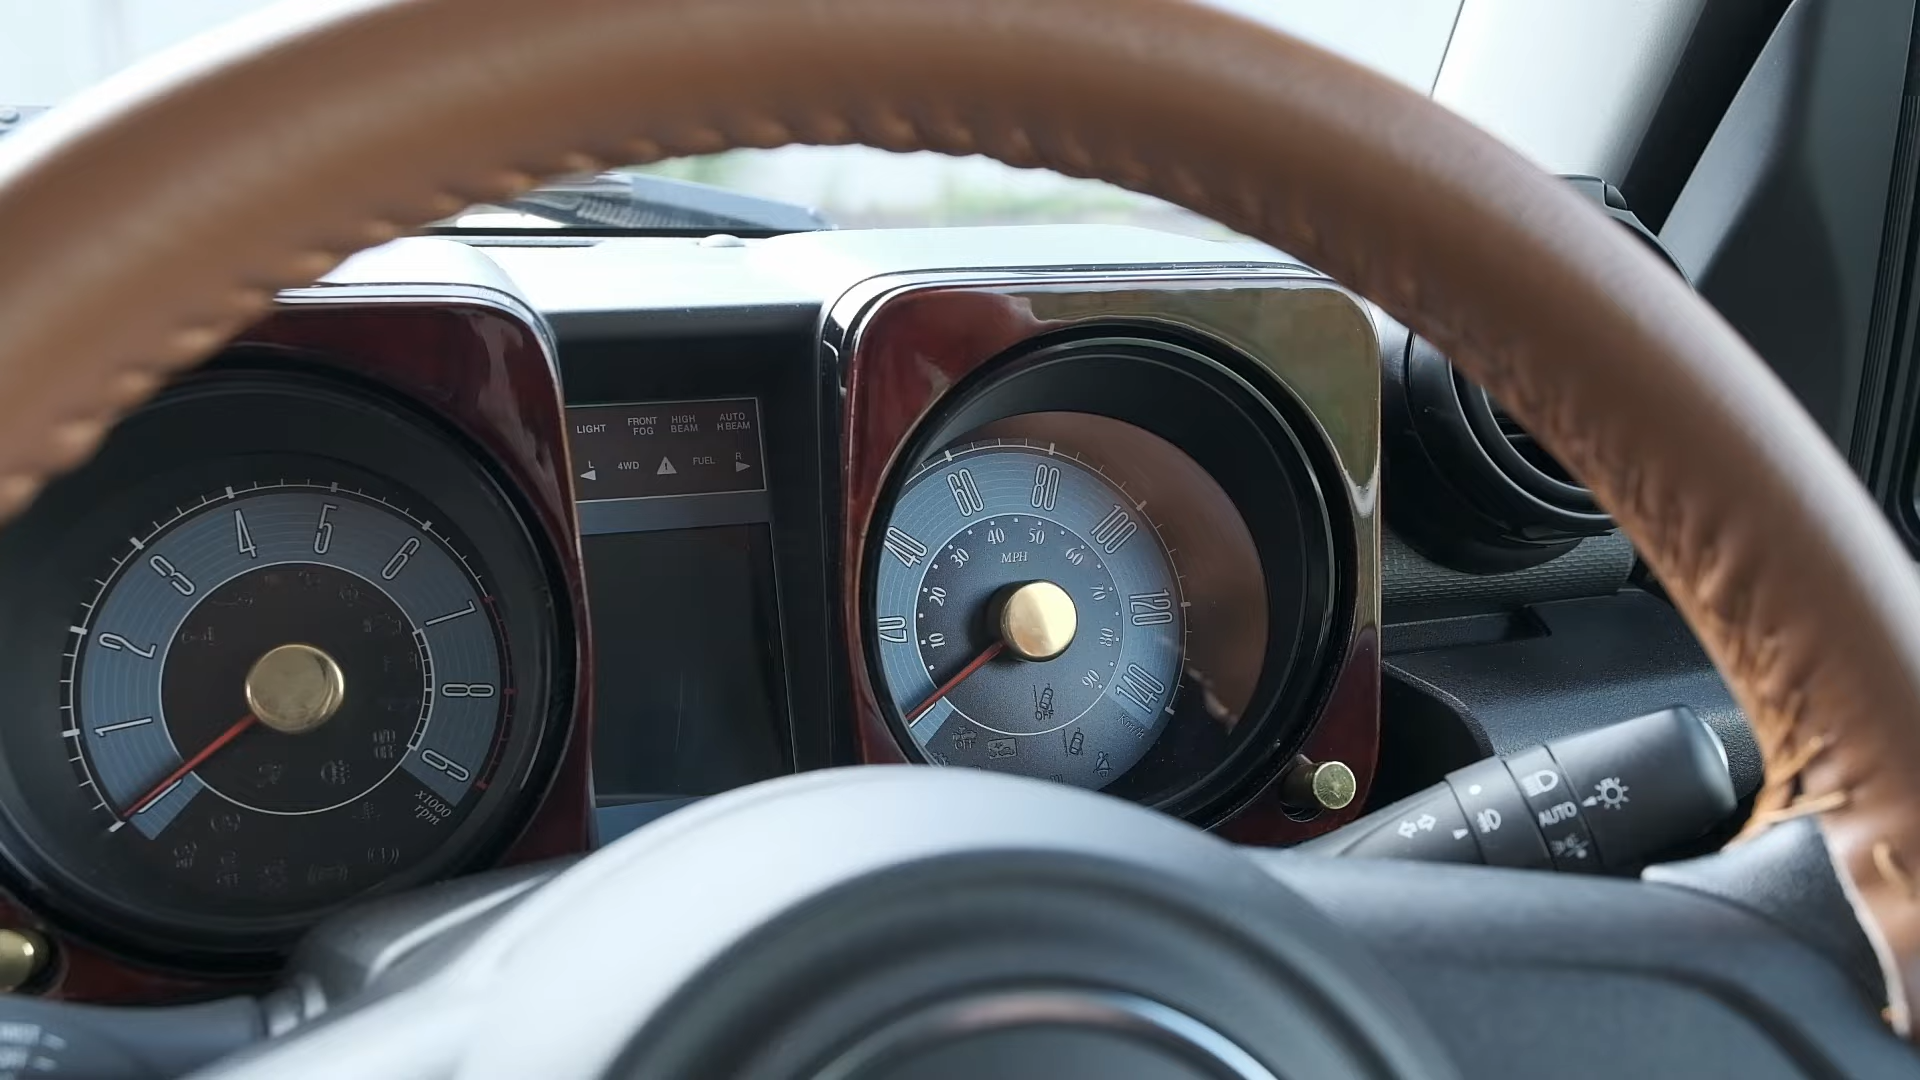 1
2
3
4
5
6
7
8
9
x1000
rpm
LIGHT
FRONT
FOG
HIGH
BEAM
AUTO
H BEAM
L
4WD
FUEL
R
20
40
60
80
100
120
140
km/h
10
20
30
40
50
60
70
80
90
MPH
OFF
OFF
AUTO